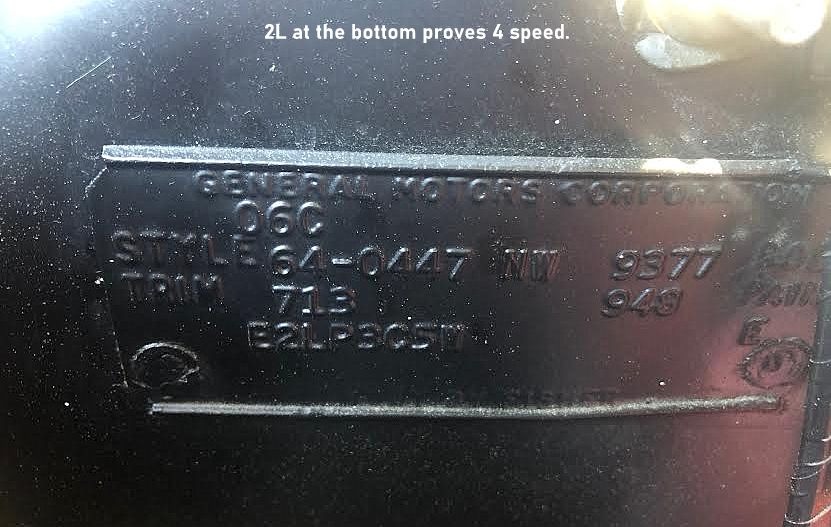 2L at the bottom proves 4 speed.
GENERAL MOTORS CORPORATION
06C
STYLE 64-0447 NW 9377
TRIM 713 948
E2LP3C5W
E